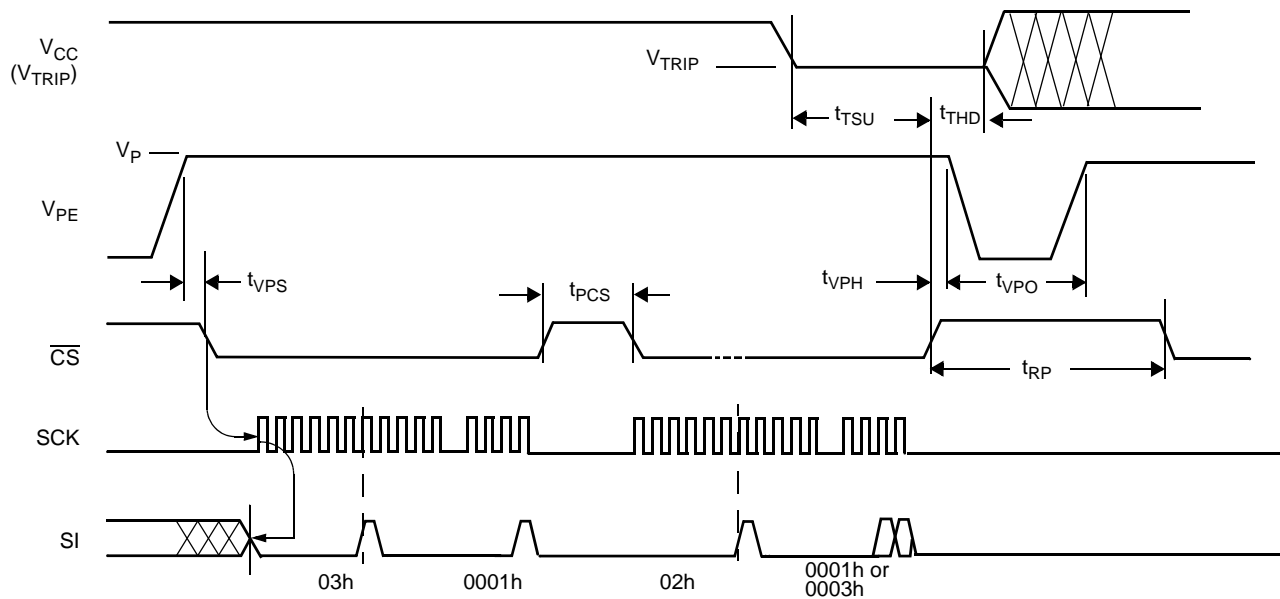 VCC
(VTRIP)
VTRIP
tTSU
tTHD
VP
VPE
tVPS
tPCS
tVPH
tVPO
CS
tRP
SCK
SI
03h
0001h
02h
0001h or
0003h